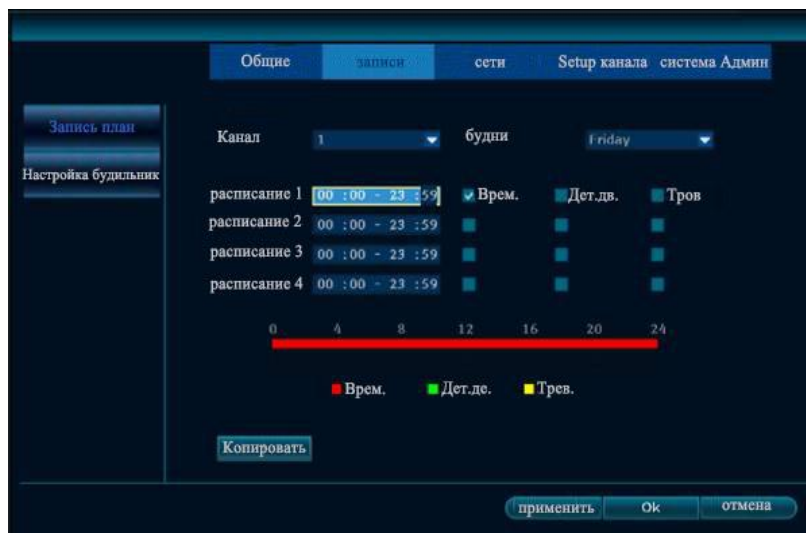 Общие записи сети Setup канала система Админ
Запись план
Настройка будильник
Канал 1 будни Friday
расписание 1 00 :00 - 23 :59 Врем. Дет.дв. Тров
расписание 2 00 :00 - 23 :59
расписание 3 00 :00 - 23 :59
расписание 4 00 :00 - 23 :59
0 4 8 12 16 20 24
Врем. Дет.де. Трев.
Копировать
применить Ok отмена